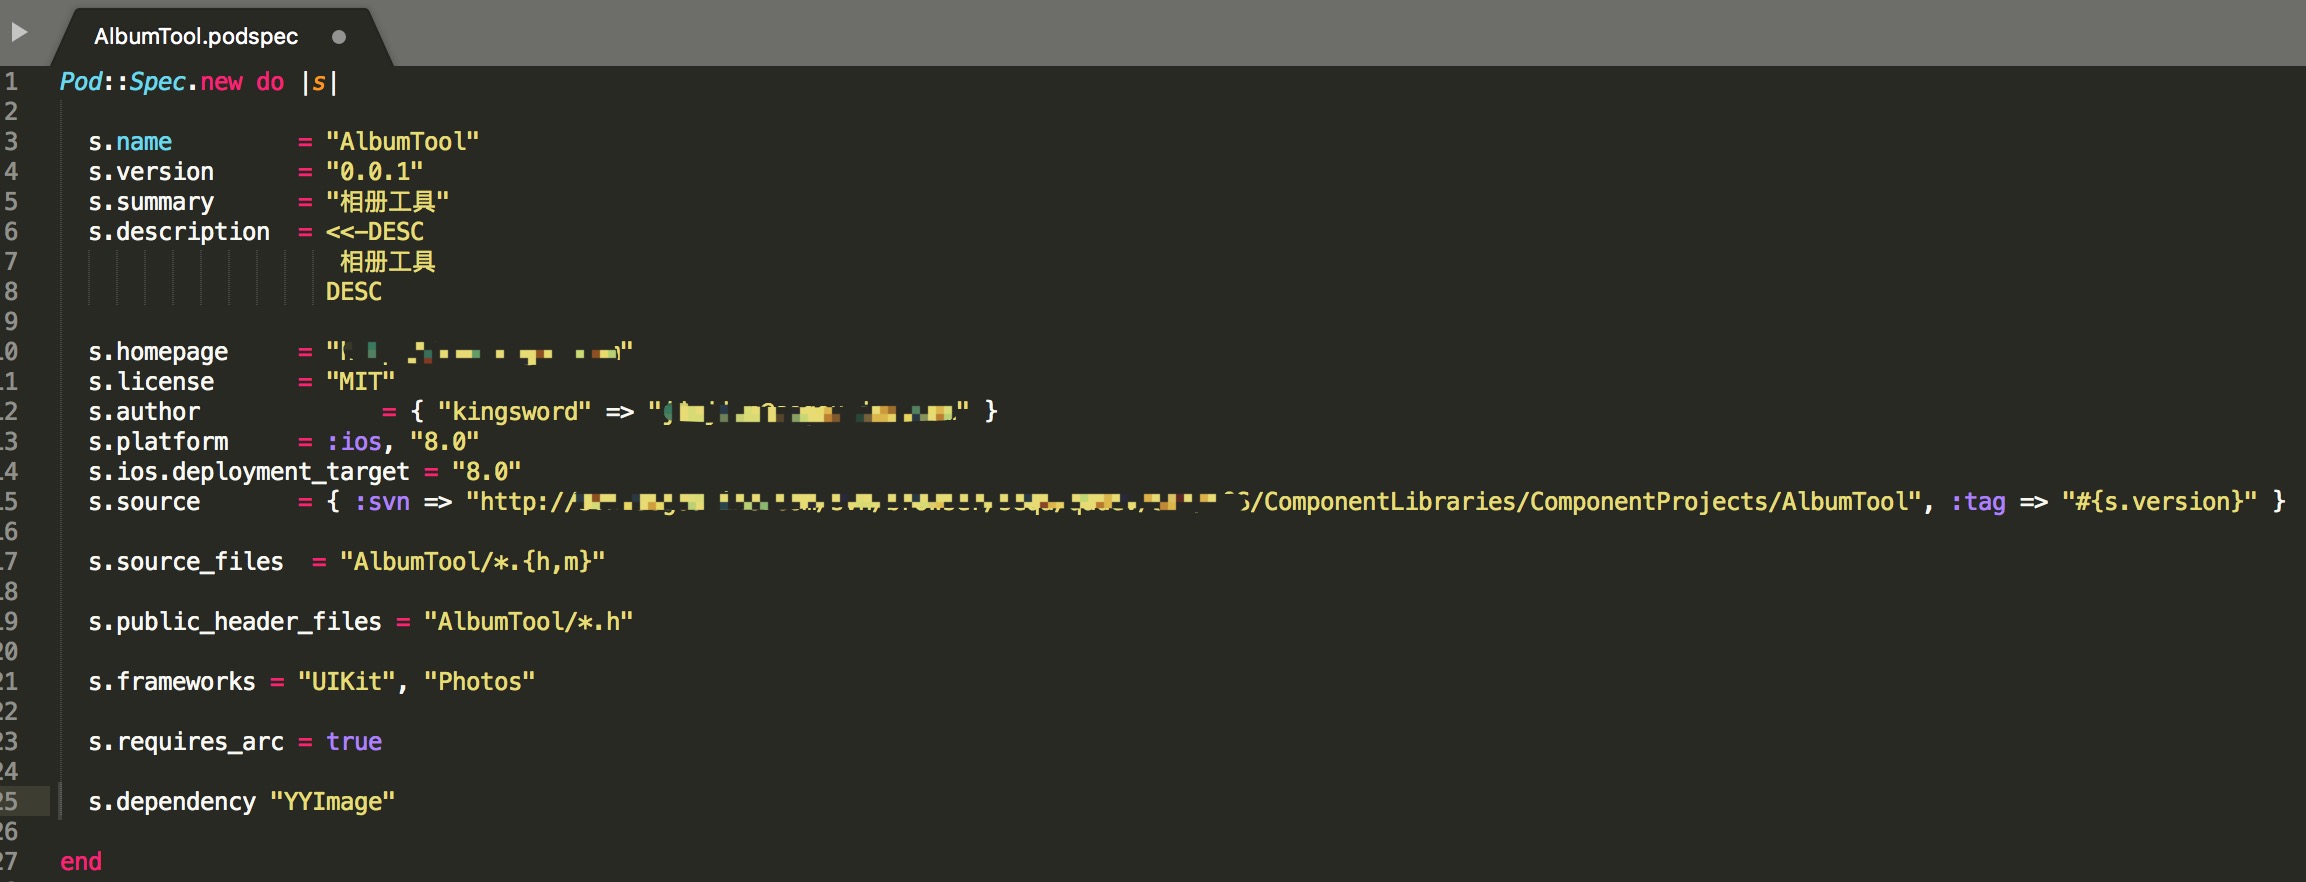 AlbumTool.podspec
1 Pod::Spec.new do |s|
2
3 s.name = "AlbumTool"
4 s.version = "0.0.1"
5 s.summary = "相册工具"
6 s.description = <<-DESC
7 相册工具
8 DESC
9
10 s.homepage = ""
11 s.license = "MIT"
12 s.author = { "kingsword" => "" }
13 s.platform = :ios, "8.0"
14 s.ios.deployment_target = "8.0"
15 s.source = { :svn => "http:///ComponentLibraries/ComponentProjects/AlbumTool", :tag => "#{s.version}" }
16
17 s.source_files = "AlbumTool/*.{h,m}"
18
19 s.public_header_files = "AlbumTool/*.h"
20
21 s.frameworks = "UIKit", "Photos"
22
23 s.requires_arc = true
24
25 s.dependency "YYImage"
26
27 end